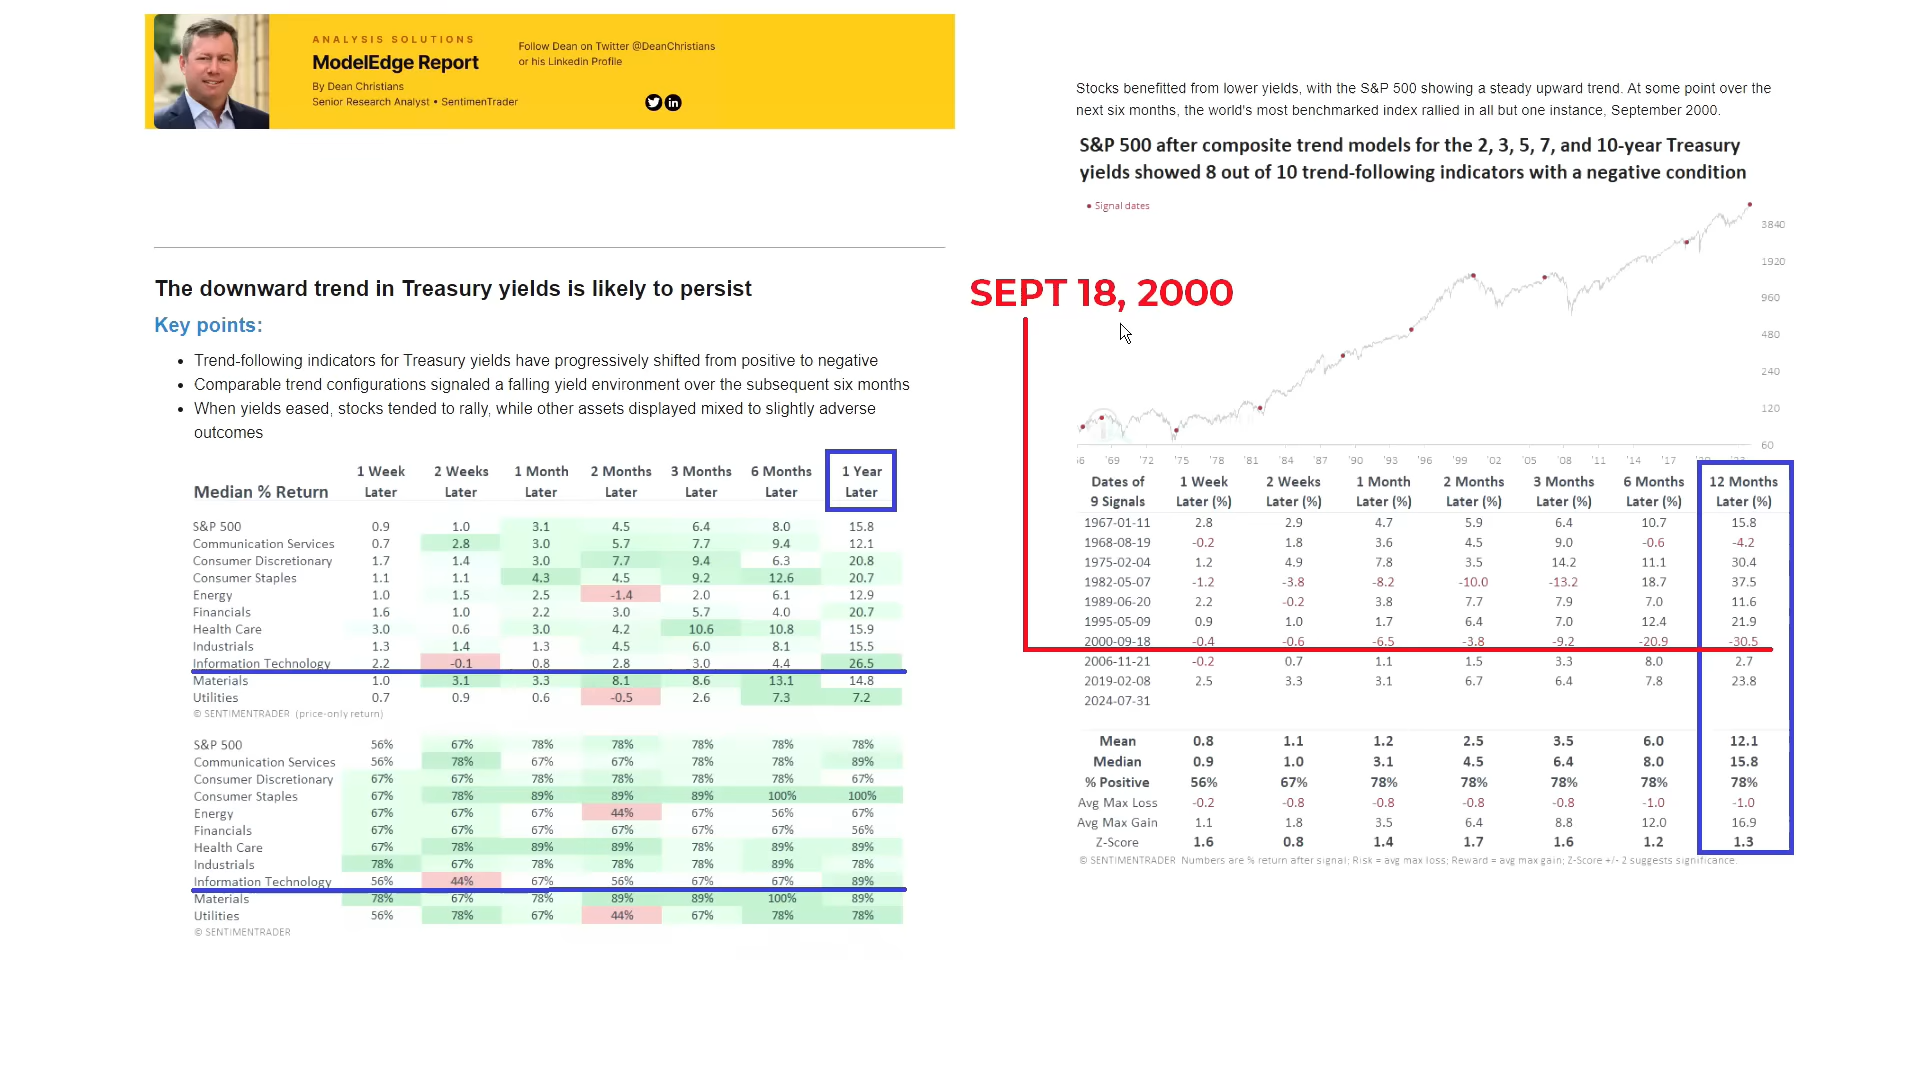 ANALYSIS SOLUTIONS
ModelEdge Report
By Dean Christians
Senior Research Analyst • SentimenTrader
Follow Dean on Twitter @DeanChristians
or his Linkedin Profile
The downward trend in Treasury yields is likely to persist
Key points:
• Trend-following indicators for Treasury yields have progressively shifted from positive to negative
• Comparable trend configurations signaled a falling yield environment over the subsequent six months
• When yields eased, stocks tended to rally, while other assets displayed mixed to slightly adverse
outcomes
1 Week 2 Weeks 1 Month 2 Months 3 Months 6 Months 1 Year
Median % Return Later Later Later Later Later Later Later
S&P 500 0.9 1.0 3.1 4.5 6.4 8.0 15.8
Communication Services 0.7 2.8 3.0 5.7 7.7 9.4 12.1
Consumer Discretionary 1.7 1.4 3.0 7.7 9.4 6.3 20.8
Consumer Staples 1.1 1.1 4.3 4.5 9.2 12.6 20.7
Energy 1.0 1.5 2.5 -1.4 2.0 6.1 12.9
Financials 1.6 1.0 2.2 3.0 5.7 4.0 20.7
Health Care 3.0 0.6 3.0 4.2 10.6 10.8 15.9
Industrials 1.3 1.4 1.3 4.5 6.0 8.1 15.5
Information Technology 2.2 -0.1 0.8 2.8 3.0 4.4 26.5
Materials 1.0 3.1 3.3 8.1 8.6 13.1 14.8
Utilities 0.7 0.9 0.6 -0.5 2.6 7.3 7.2
© SENTIMENTRADER (price-only return)
S&P 500 56% 67% 78% 78% 78% 78% 78%
Communication Services 56% 78% 67% 67% 78% 78% 89%
Consumer Discretionary 67% 67% 78% 78% 78% 78% 67%
Consumer Staples 67% 78% 89% 89% 89% 100% 100%
Energy 67% 67% 67% 44% 67% 56% 67%
Financials 67% 67% 67% 67% 67% 67% 56%
Health Care 67% 78% 89% 89% 78% 89% 89%
Industrials 78% 67% 78% 78% 78% 89% 78%
Information Technology 56% 44% 67% 56% 67% 67% 89%
Materials 78% 67% 78% 89% 89% 100% 89%
Utilities 56% 78% 67% 44% 67% 78% 78%
© SENTIMENTRADER
Stocks benefitted from lower yields, with the S&P 500 showing a steady upward trend. At some point over the
next six months, the world's most benchmarked index rallied in all but one instance, September 2000.
S&P 500 after composite trend models for the 2, 3, 5, 7, and 10-year Treasury
yields showed 8 out of 10 trend-following indicators with a negative condition
• Signal dates
SEPT 18, 2000
3840
1920
960
480
240
120
60
'69 '72 '75 '78 '81 '84 '87 '90 '93 '96 '99 '02 '05 '08 '11 '14 '17
Dates of 1 Week 2 Weeks 1 Month 2 Months 3 Months 6 Months 12 Months
9 Signals Later (%) Later (%) Later (%) Later (%) Later (%) Later (%) Later (%)
1967-01-11 2.8 2.9 4.7 5.9 6.4 10.7 15.8
1968-08-19 -0.2 1.8 3.6 4.5 9.0 -0.6 -4.2
1975-02-04 1.2 4.9 7.8 3.5 14.2 11.1 30.4
1982-05-07 -1.2 -3.8 -8.2 -10.0 -13.2 18.7 37.5
1989-06-20 2.2 -0.2 3.8 7.7 7.9 7.0 11.6
1995-05-09 0.9 1.0 1.7 6.4 7.0 12.4 21.9
2000-09-18 -0.4 -0.6 -6.5 -3.8 -9.2 -20.9 -30.5
2006-11-21 -0.2 0.7 1.1 1.5 3.3 8.0 2.7
2019-02-08 2.5 3.3 3.1 6.7 6.4 7.8 23.8
2024-07-31
Mean 0.8 1.1 1.2 2.5 3.5 6.0 12.1
Median 0.9 1.0 3.1 4.5 6.4 8.0 15.8
% Positive 56% 67% 78% 78% 78% 78% 78%
Avg Max Loss -0.2 -0.8 -0.8 -0.8 -0.8 -1.0 -1.0
Avg Max Gain 1.1 1.8 3.5 6.4 8.8 12.0 16.9
Z-Score 1.6 0.8 1.4 1.7 1.6 1.2 1.3
© SENTIMENTRADER Numbers are % return after signal; Risk = avg max loss; Reward = avg max gain; Z-Score +/- 2 suggests significance.